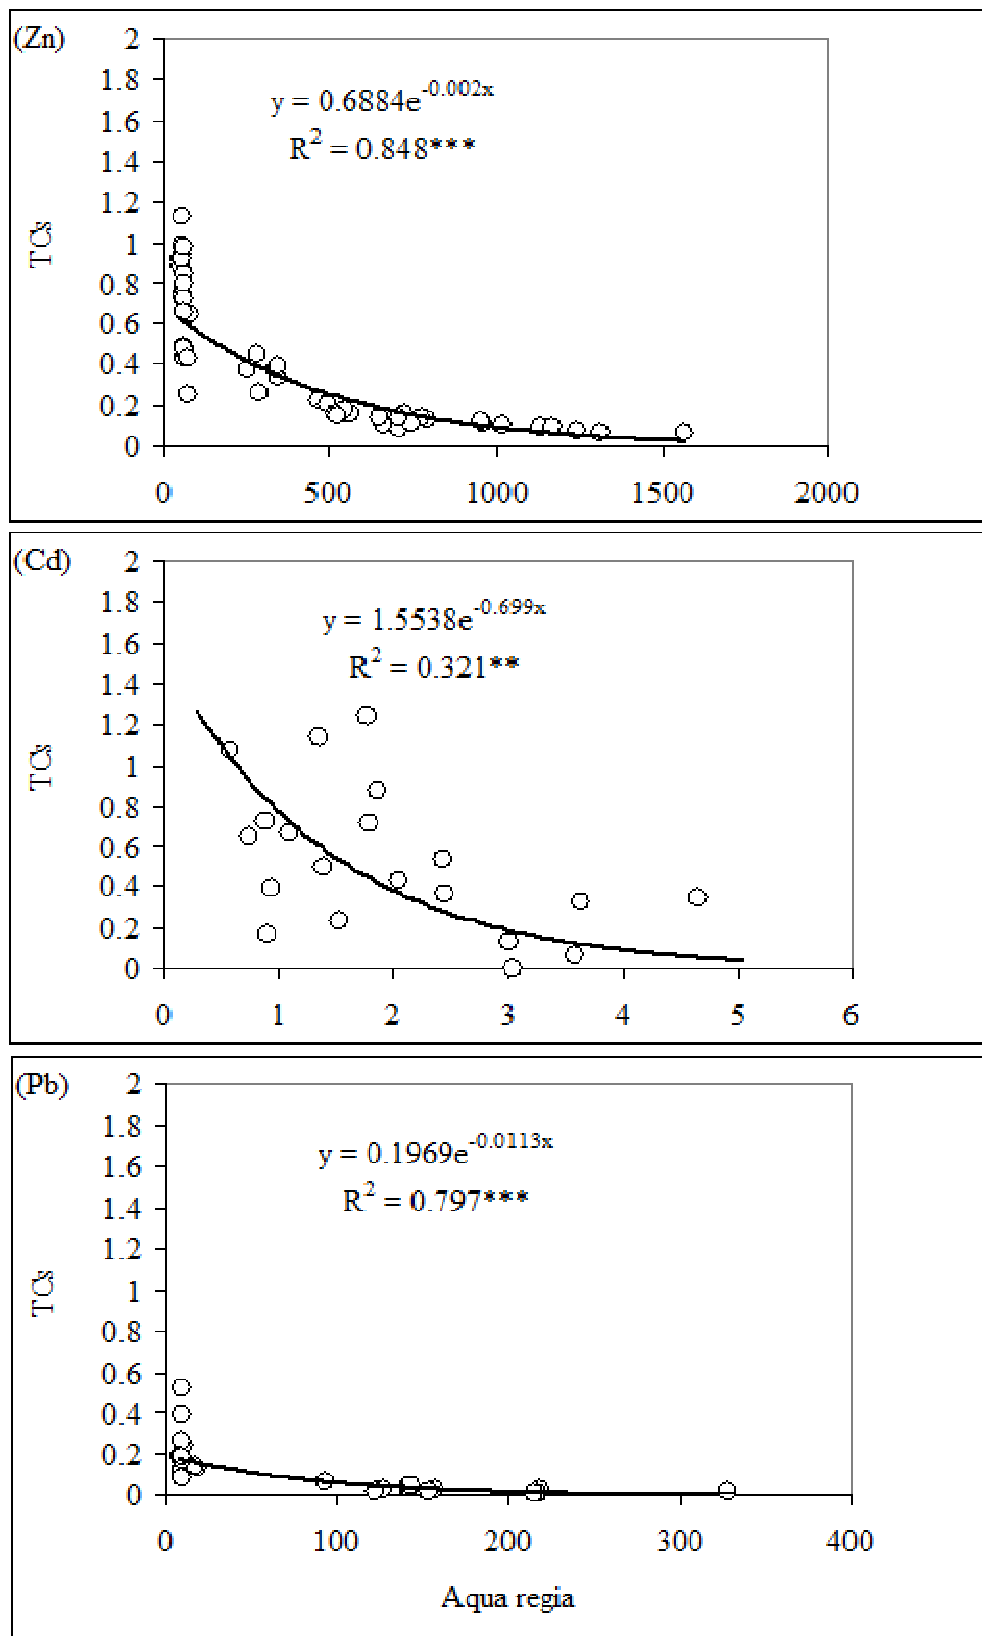 (Zn)
2
1.8
1.6
1.4
1.2
1
0.8
0.6
0.4
0.2
0
TCs
y = 0.6884e^-0.002x
R² = 0.848***
0 500 1000 1500 2000
(Cd)
2
1.8
1.6
1.4
1.2
1
0.8
0.6
0.4
0.2
0
TCs
y = 1.5538e^-0.699x
R² = 0.321**
0 1 2 3 4 5 6
(Pb)
2
1.8
1.6
1.4
1.2
1
0.8
0.6
0.4
0.2
0
TCs
y = 0.1969e^-0.0113x
R² = 0.797***
0 100 200 300 400
Aqua regia